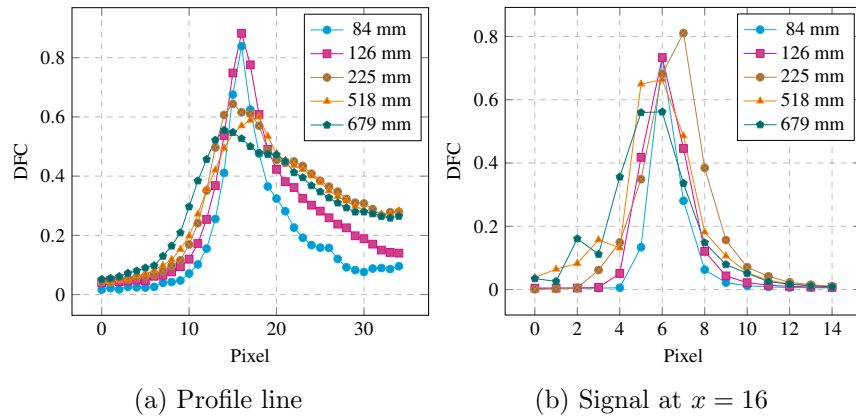 84 mm
126 mm
225 mm
518 mm
679 mm
0.8
0.6
0.4
0.2
0
DFC
0 10 20 30
Pixel
(a) Profile line
84 mm
126 mm
225 mm
518 mm
679 mm
0.8
0.6
0.4
0.2
0
DFC
0 2 4 6 8 10 12 14
Pixel
(b) Signal at x = 16